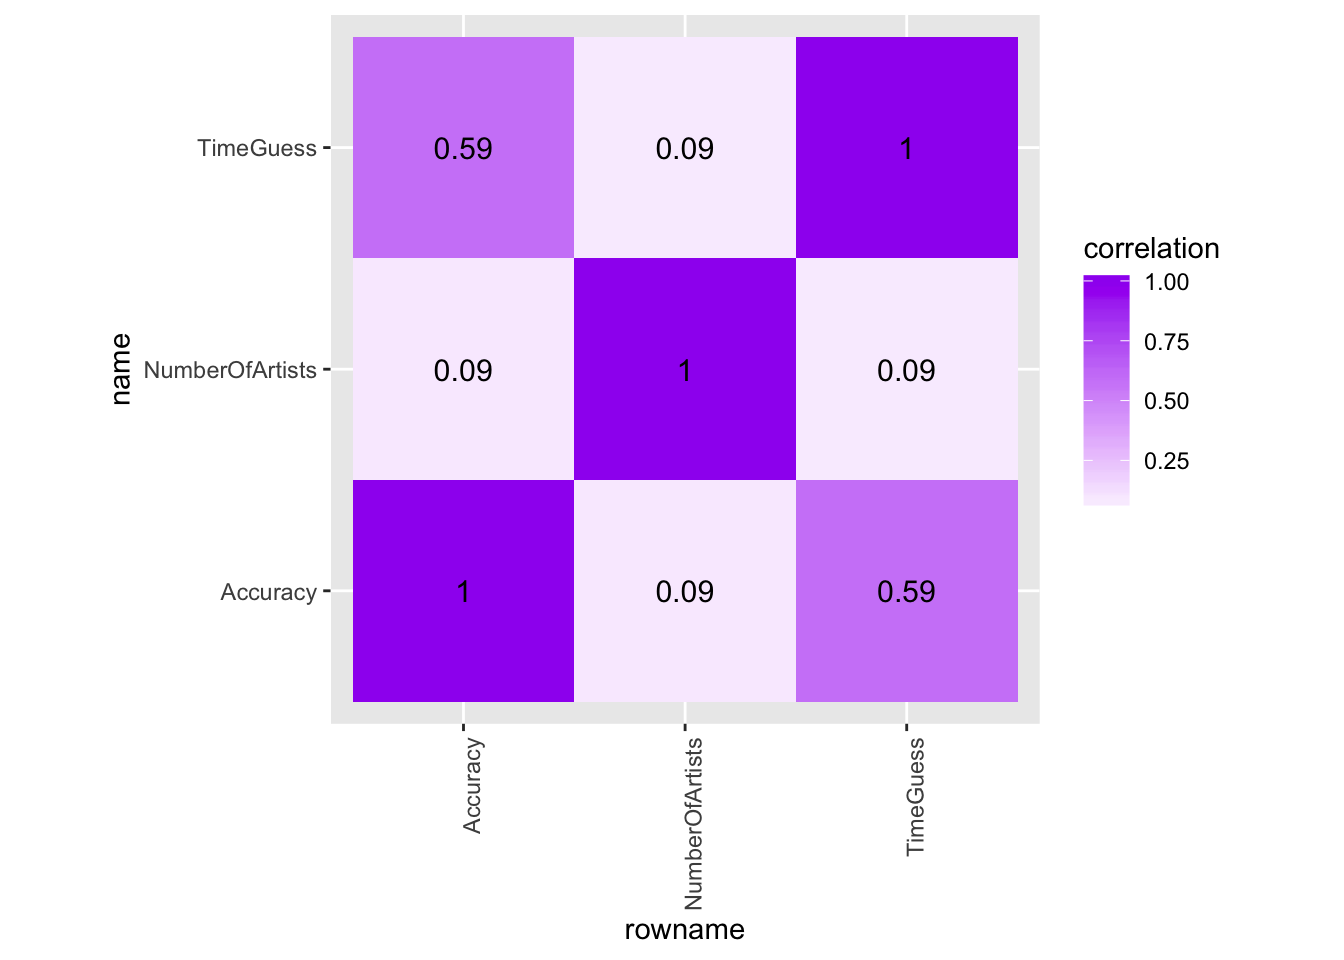 TimeGuess
0.59
0.09
1
correlation
1.00
0.75
0.50
0.25
name
NumberOfArtists
0.09
1
0.09
Accuracy
1
0.09
0.59
Accuracy
NumberOfArtists
TimeGuess
rowname